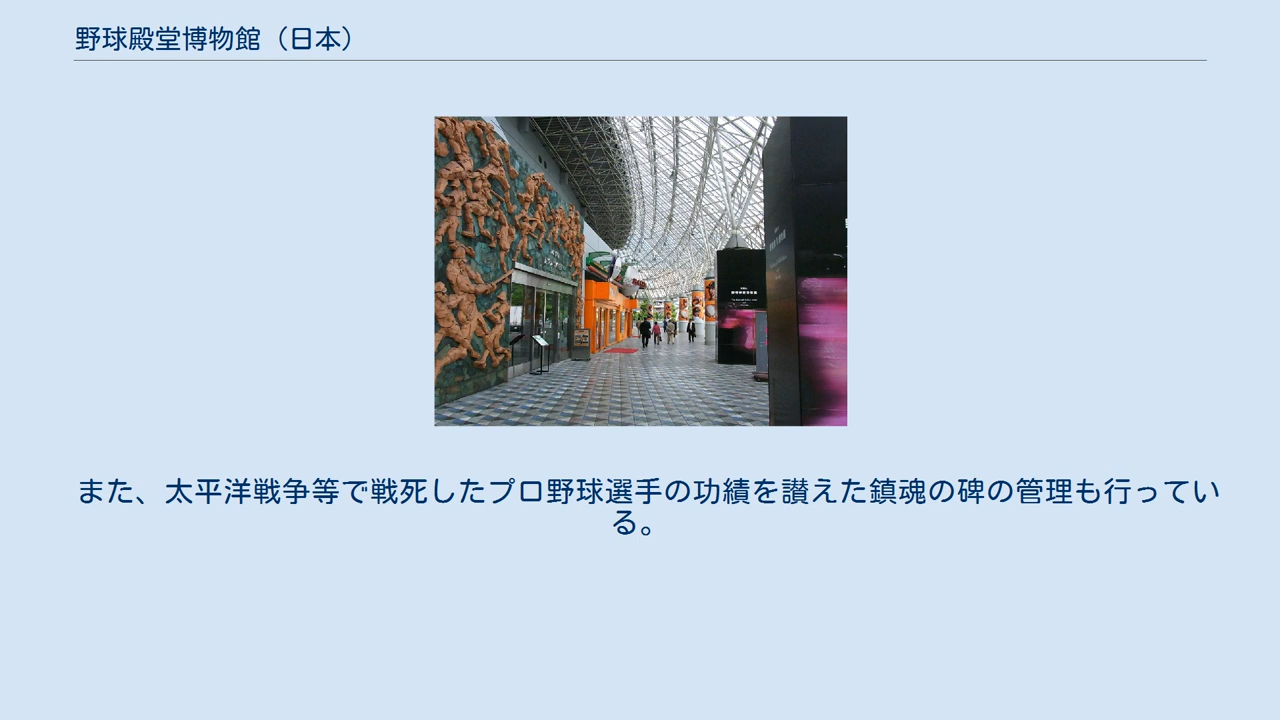 野球殿堂博物館（日本）
また、太平洋戦争等で戦死したプロ野球選手の功績を讃えた鎮魂の碑の管理も行ってい
る。